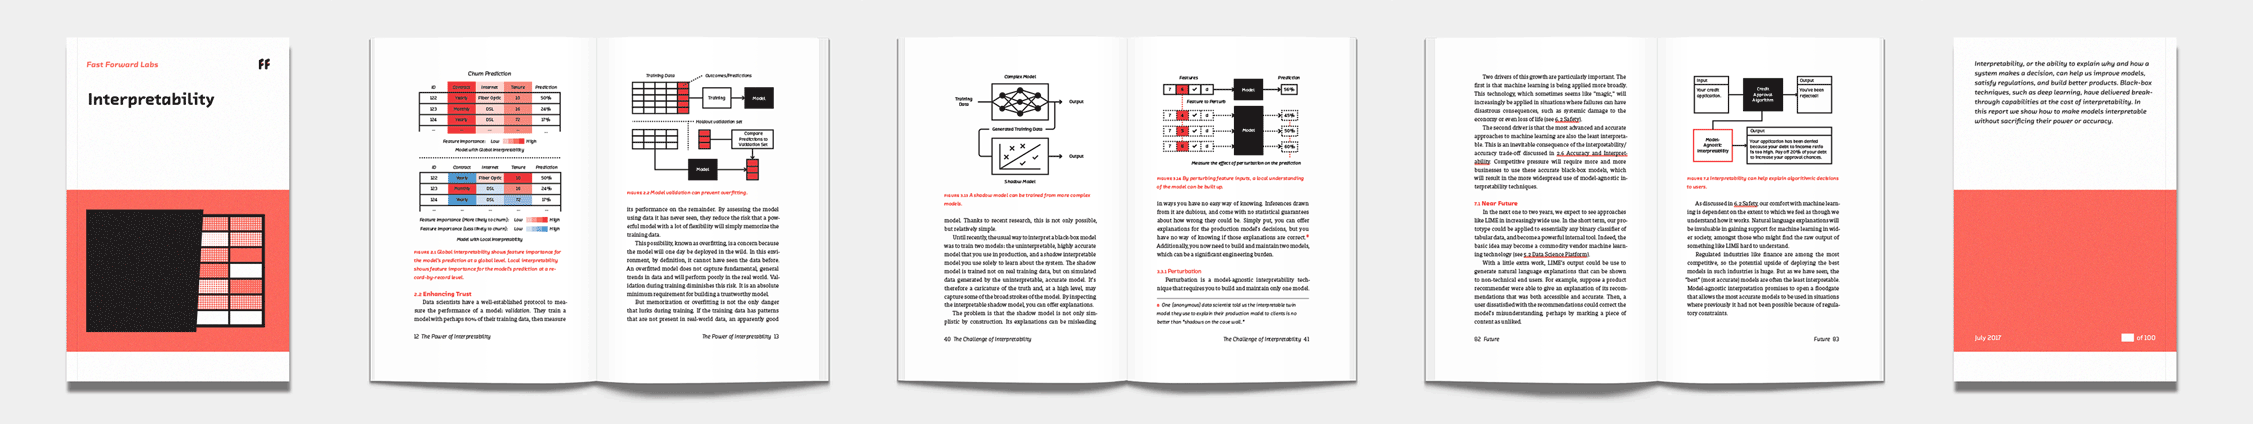 Fast Forward Labs
ff
Interpretability
Churn Prediction
ID Contract Internet Tenure Prediction
122 Yearly Fiber Optic 10 50%
123 Monthly DSL 16 24%
124 Yearly DSL 72 17%
... ... ... ... ...
Feature Importance: Low High
Model with Global Interpretability
Contract Internet Tenure Prediction
122 Yearly Fiber Optic 10 50%
123 Monthly DSL 16 24%
124 Yearly DSL 72 17%
Feature Importance (More likely to churn): Low High
Feature Importance (Less likely to churn): Low High
Model with Local Interpretability
FIGURE 2.1 Global interpretability shows feature importance for
the model's prediction at a global level. Local interpretability
shows feature importance for the model's prediction at a re-
cord-by-record level.
2.2 Enhancing Trust
Data scientists have a well-established protocol to mea-
sure the performance of a model: validation. They train a
model with perhaps 80% of their training data, then measure
12 The Power of Interpretability
Training Data Outcomes/Predictions
Training
Model
Holdout validation set
Compare
Predictions to
Validation Set
Model
FIGURE 2.2 Model validation can prevent overfitting.
its performance on the remainder. By assessing the model
using data it has never seen, they reduce the risk that a pow-
erful model with a lot of flexibility will simply memorize the
training data.
This possibility, known as overfitting, is a concern because
the model will one day be deployed in the wild. In this envi-
ronment, by definition, it cannot have seen the data before.
An overfitted model does not capture fundamental, general
trends in data and will perform poorly in the real world. Val-
idation during training diminishes this risk. It is an absolute
minimum requirement for building a trustworthy model.
But memorization or overfitting is not the only danger
that lurks during training. If the training data has patterns
that are not present in real-world data, an apparently good
The Power of Interpretability 13
Complex Model
Training
Data
Output
Generated Training Data
Output
Shadow Model
A shadow model can be trained from more complex
models.
model. Thanks to recent research, this is not only possible,
but relatively simple.
Until recently, the usual way to interpret a black-box model
was to train two models: the uninterpretable, highly accurate
model that you use in production, and a shadow interpretable
model you use solely to learn about the system. The shadow
model is trained not on real training data, but on simulated
data generated by the uninterpretable, accurate model. It's
therefore a caricature of the truth and, at a high level, may
capture some of the broad strokes of the model. By inspecting
the interpretable shadow model, you can offer explanations.
The problem is that the shadow model is not only sim-
plistic by construction. Its explanations can be misleading
40 The Challenge of Interpretability
Features Prediction
Model
Feature to Perturb
Model
Measure the effect of perturbation on the prediction
By perturbing feature inputs, a local understanding
of the model can be built up.
in ways you have no easy way of knowing. Inferences drawn
from it are dubious, and come with no statistical guarantees
about how wrong they could be. Simply put, you can offer
explanations for the production model's decisions, but you
have no way of knowing if those explanations are correct.
Additionally, you now need to build and maintain two models,
which can be a significant engineering burden.
3.3.1 Perturbation
Perturbation is a model-agnostic interpretability tech-
nique that requires you to build and maintain only one model.
One (anonymous) data scientist told us the interpretable twin
model they use to explain their production model to clients is no
better than "shadows on the cave wall."
The Challenge of Interpretability 41
Two drivers of this growth are particularly important. The
first is that machine learning is being applied more broadly.
This technology, which sometimes seems like "magic," will
increasingly be applied in situations where failures can have
disastrous consequences, such as systemic damage to the
economy or even loss of life (see 6.2 Safety).
The second driver is that the most advanced and accurate
approaches to machine learning are also the least interpreta-
ble. This is an inevitable consequence of the interpretability/
accuracy trade-off discussed in 2.6 Accuracy and Interpret-
ability. Competitive pressure will require more and more
businesses to use these accurate black-box models, which
will result in the more widespread use of model-agnostic in-
terpretability techniques.
7.1 Near Future
In the next one to two years, we expect to see approaches
like LIME in increasingly wide use. In the short term, our pro-
totype could be applied to essentially any binary classifier of
tabular data, and become a powerful internal tool. Indeed, the
basic idea may become a commodity vendor machine learn-
ing technology (see 5.2 Data Science Platform).
With a little extra work, LIME's output could be used to
generate natural language explanations that can be shown
to non-technical end users. For example, suppose a product
recommender were able to give an explanation of its recom-
mendations that was both accessible and accurate. Then, a
user dissatisfied with the recommendations could correct the
model's misunderstanding, perhaps by marking a piece of
content as unliked.
82 Future
Input
Your credit
application.
Credit
Approval
Algorithm
Output
You've been
rejected!
Model-
Agnostic
Interpretability
Output
Your application has been denied
because your debt to income ratio
is too high. Pay off 20% of your debt
to increase your approval chances.
Interpretability can help explain algorithmic decisions
to users.
As discussed in 6.2 Safety, our comfort with machine learn-
ing is dependent on the extent to which we feel as though we
understand how it works. Natural language explanations will
be invaluable in gaining support for machine learning in wid-
er society, amongst those who might find the raw output of
something like LIME hard to understand.
Regulated industries like finance are among the most
competitive, so the potential upside of deploying the best
models in such industries is huge. But as we have seen, the
"best" (most accurate) models are often the least interpretable.
Model-agnostic interpretation promises to open a floodgate
that allows the most accurate models to be used in situations
where previously it had not been possible because of regula-
tory constraints.
Future 83
Interpretability, or the ability to explain why and how a
system makes a decision, can help us improve models,
satisfy regulations, and build better products. Black-box
techniques, such as deep learning, have delivered break-
through capabilities at the cost of interpretability. In
this report we show how to make models interpretable
without sacrificing their power or accuracy.
July 2017
of 100